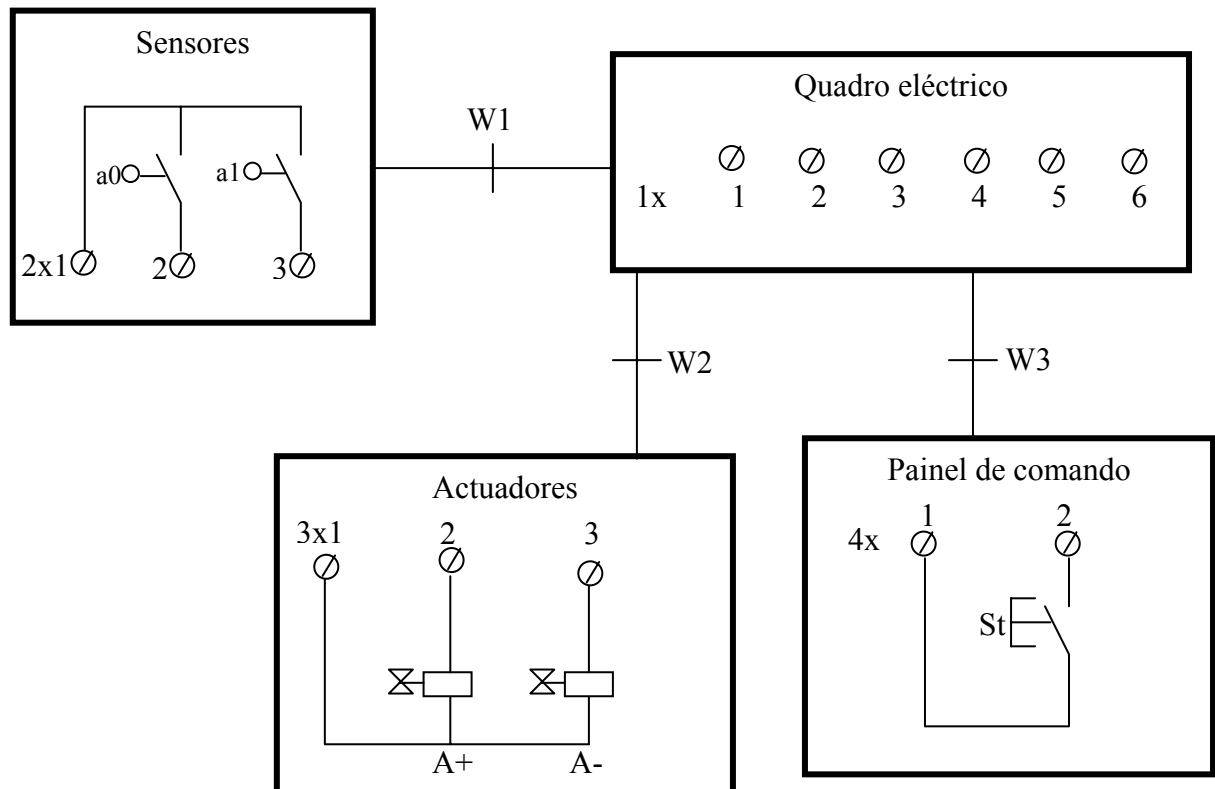 Sensores
a0
a1
2x1
2
3
W1
Quadro eléctrico
1x
1
2
3
4
5
6
W2
W3
Actuadores
3x1
2
3
A+
A-
Painel de comando
4x
1
2
St